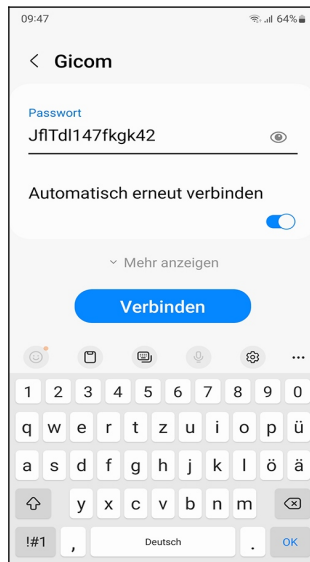 09:47 64%
Gicom
Passwort
JflTdl147fkgk42
Automatisch erneut verbinden
Mehr anzeigen
Verbinden
1 2 3 4 5 6 7 8 9 0
q w e r t z u i o p ü
a s d f g h j k l ö ä
y x c v b n m
!#1 , Deutsch . OK